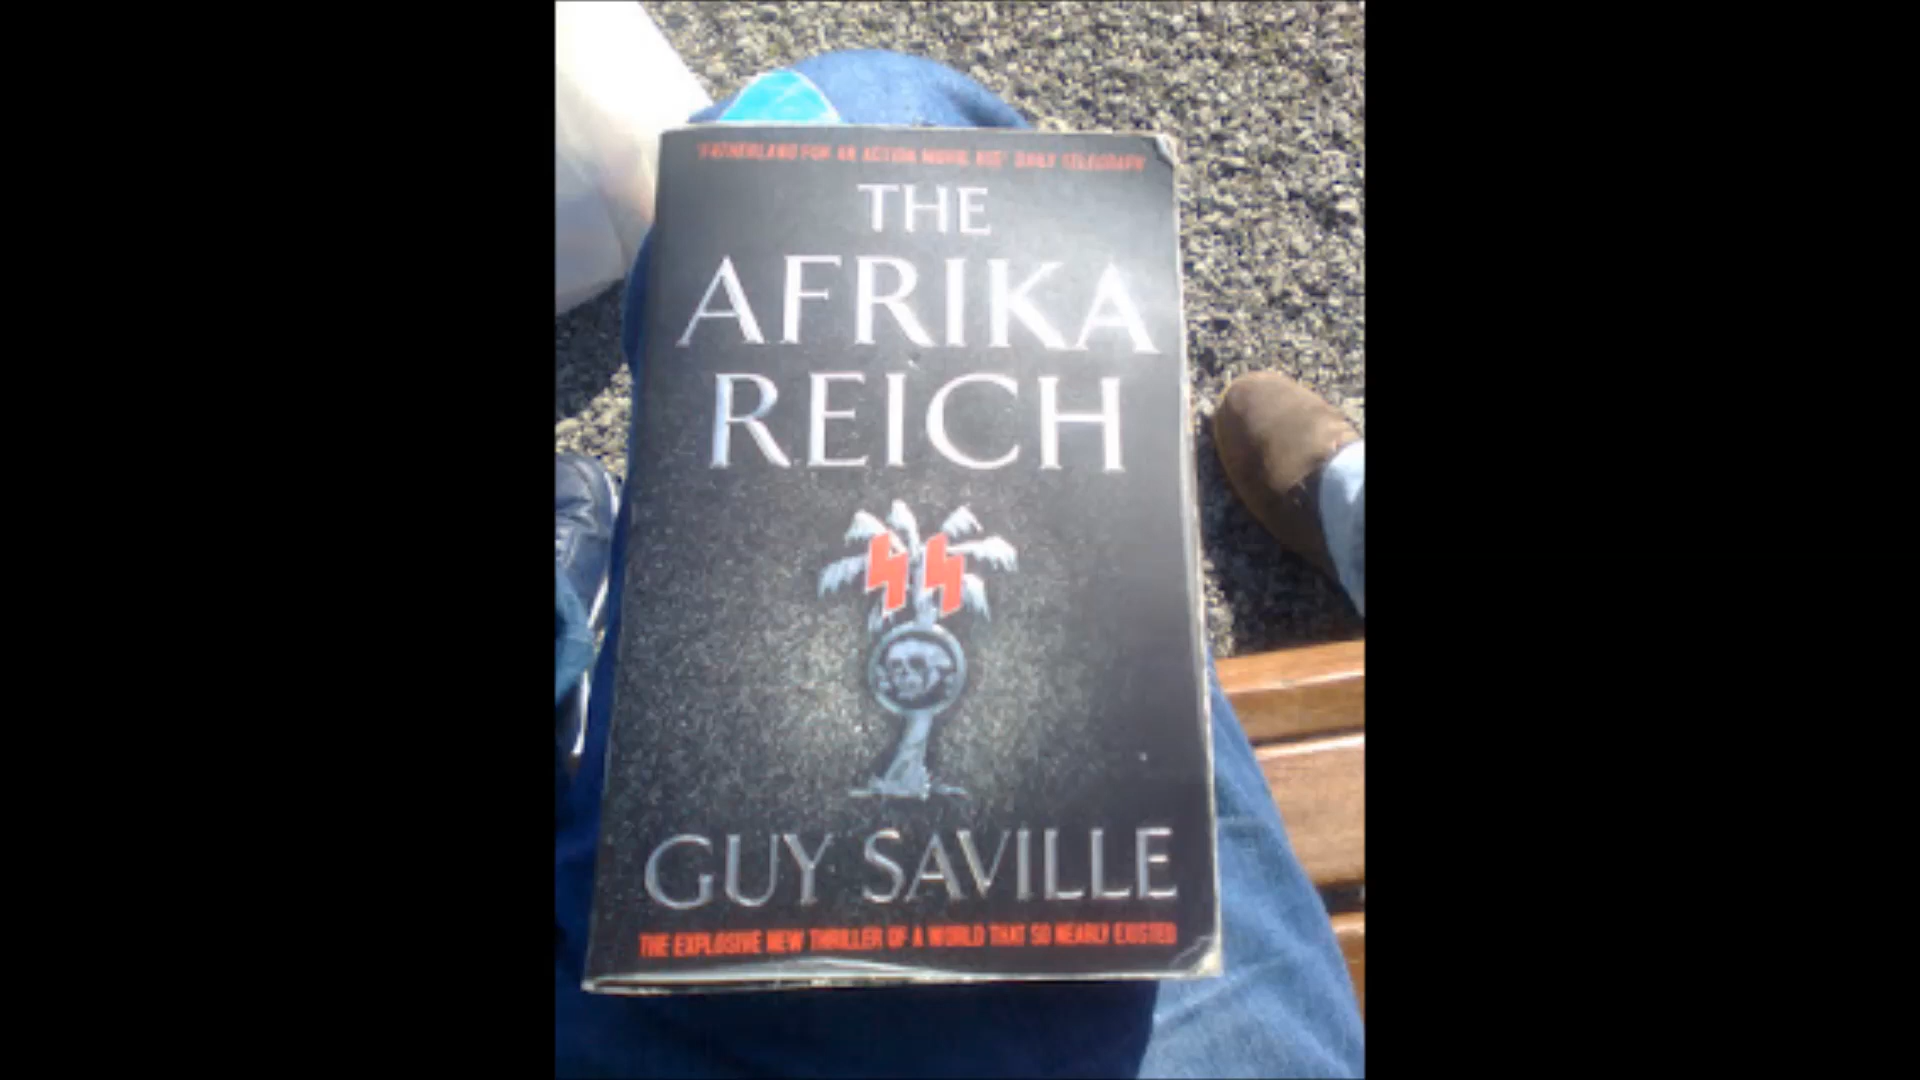 'FATHERLAND FOR AN ACTION MOVIE, KIDS' DAILY TELEGRAPH
THE
AFRIKA
REICH
GUY SAVILLE
THE EXPLOSIVE NEW THRILLER OF A WORLD THAT SO NEARLY EXISTED